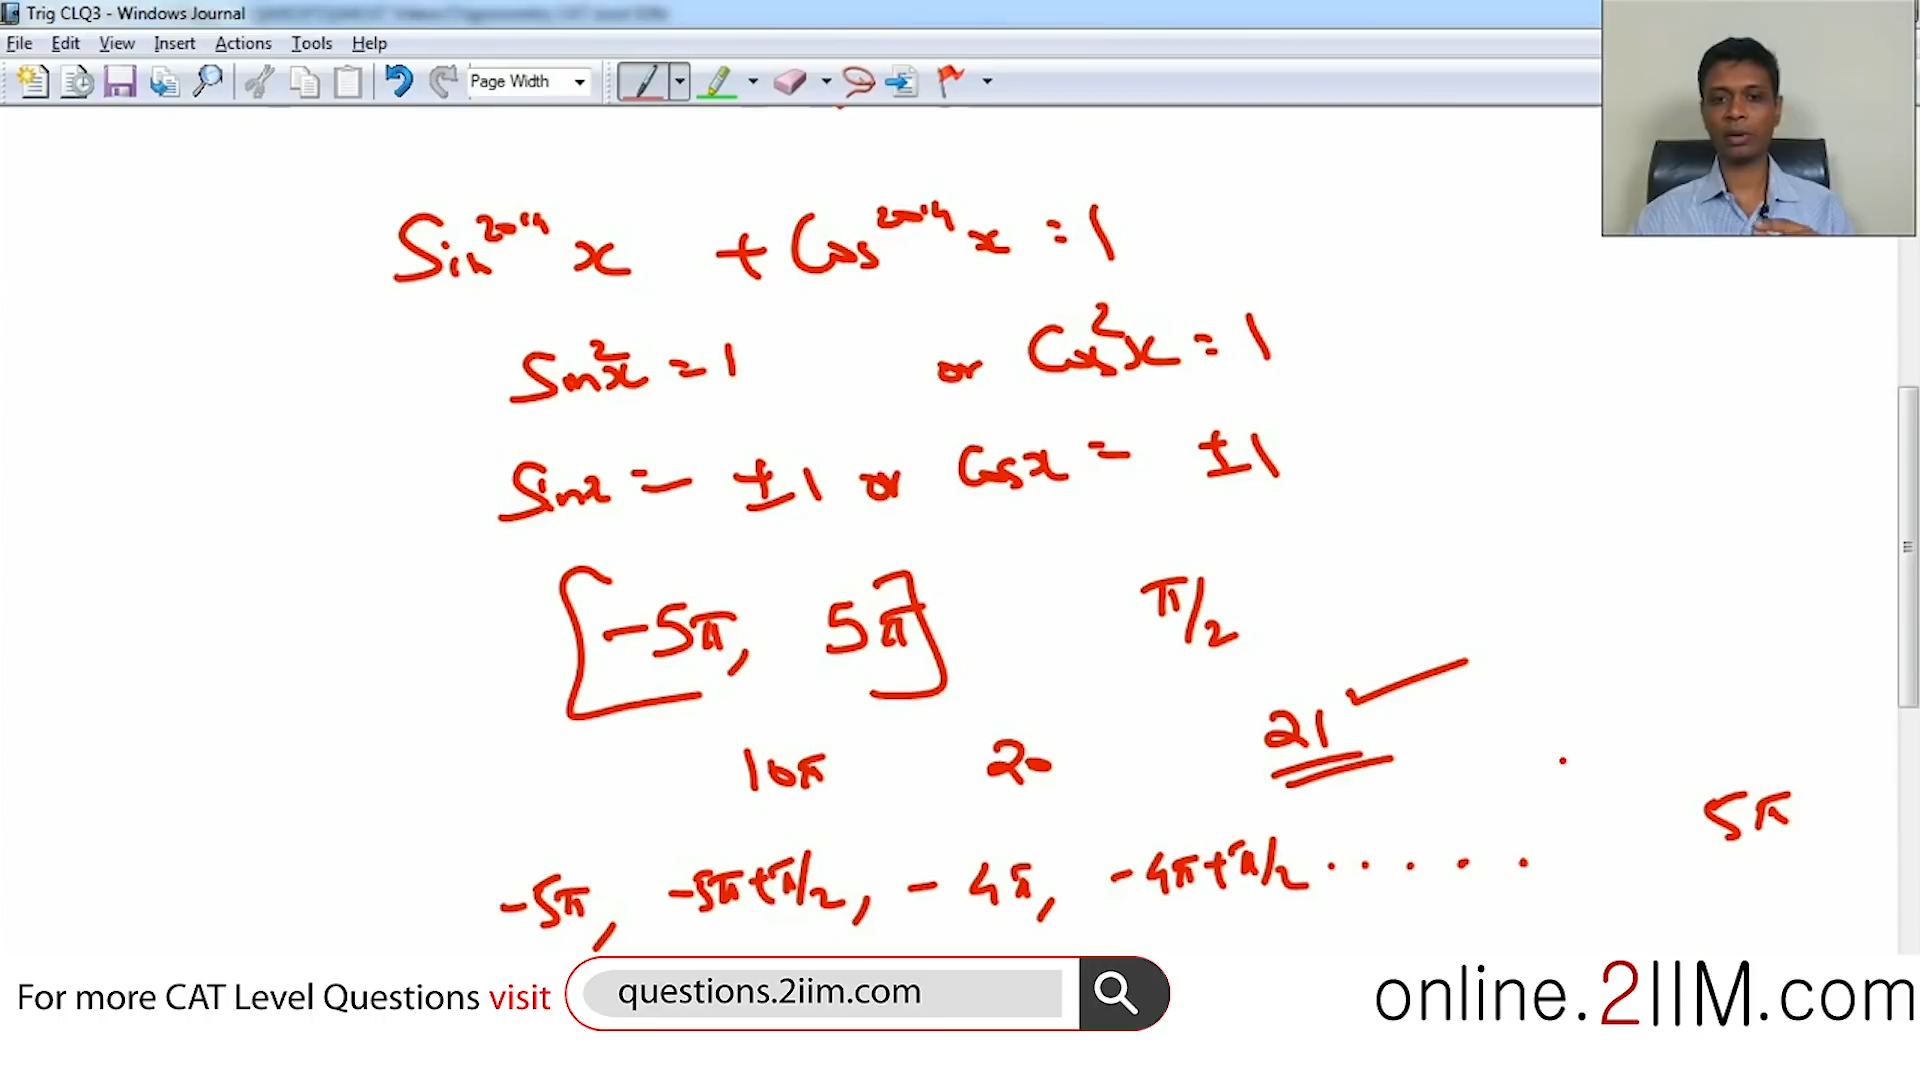 Trig CLQ3 - Windows Journal
File Edit View Insert Actions Tools Help
Page Width
Sin²⁰¹⁴ x + Cos²⁰¹⁴ x = 1
Sin²x = 1 or Cos²x = 1
Sinx = ±1 or Cosx = ±1
[-5π, 5π] π/2
10π 20 21
-5π, -5π+π/2, -4π, -4π+π/2 ..... 5π
For more CAT Level Questions visit questions.2iim.com
online.2IIM.com